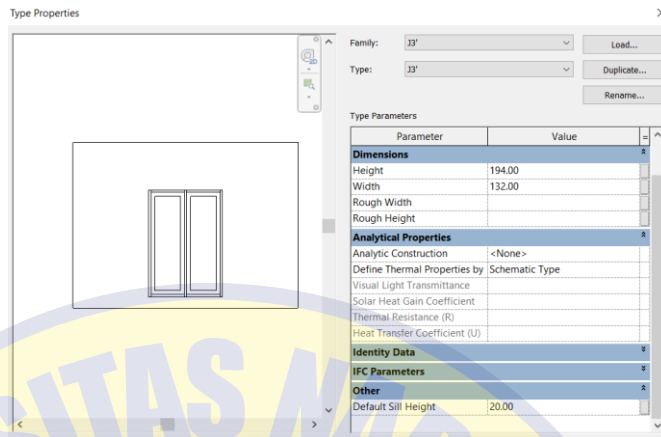 Type Properties
Family: J3' Load...
Type: J3' Duplicate...
Rename...
Type Parameters
Parameter Value =
Dimensions
Height 194.00
Width 132.00
Rough Width
Rough Height
Analytical Properties
Analytic Construction <None>
Define Thermal Properties by Schematic Type
Visual Light Transmittance
Solar Heat Gain Coefficient
Thermal Resistance (R)
Heat Transfer Coefficient (U)
Identity Data
IFC Parameters
Other
Default Sill Height 20.00